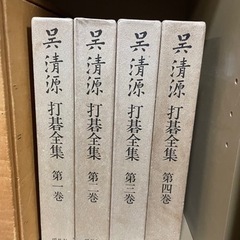 呉清源 打碁全集 第一巻
呉清源 打碁全集 第二巻
呉清源 打碁全集 第三巻
呉清源 打碁全集 第四巻